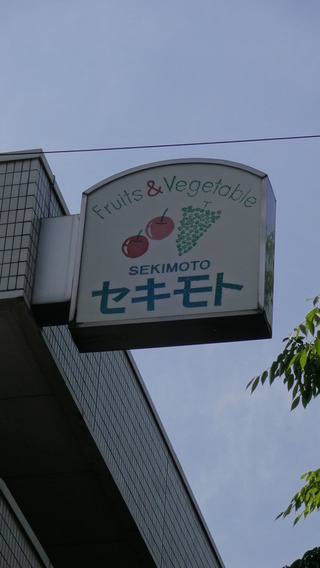 Fruits & Vegetable
SEKIMOTO
セキモト